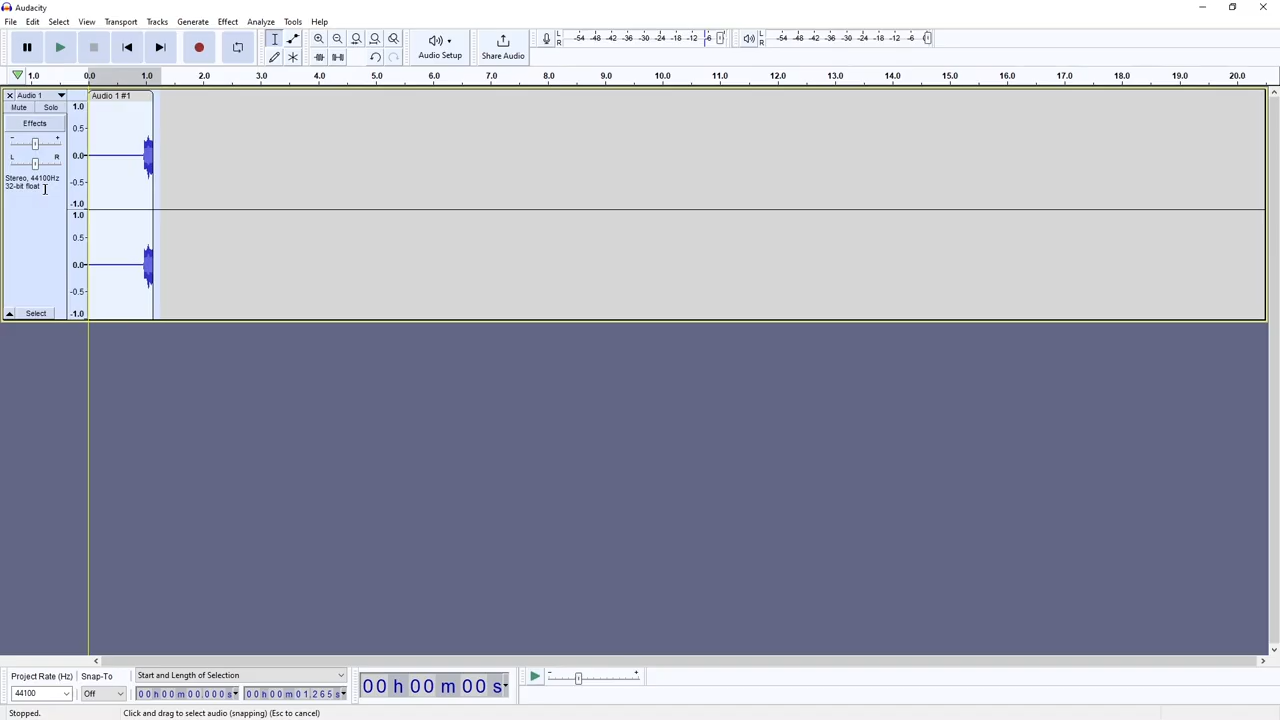 Audacity
File Edit Select View Transport Tracks Generate Effect Analyze Tools Help
Audio Setup
Share Audio
L R -54 -48 -42 -36 -30 -24 -18 -12 -6 0
L R -54 -48 -42 -36 -30 -24 -18 -12 -6 0
1.0 0.0 1.0 2.0 3.0 4.0 5.0 6.0 7.0 8.0 9.0 10.0 11.0 12.0 13.0 14.0 15.0 16.0 17.0 18.0 19.0 20.0
Audio 1
Audio 1 #1
Mute Solo
Effects
- +
L R
Stereo, 44100Hz
32-bit float
Select
1.0
0.5
0.0
-0.5
-1.0
1.0
0.5
0.0
-0.5
-1.0
Project Rate (Hz) Snap-To Start and Length of Selection
44100 Off 00 h 00 m 00.000 s 00 h 00 m 01.265 s
00 h 00 m 00 s
- +
Stopped. Click and drag to select audio (snapping) (Esc to cancel)